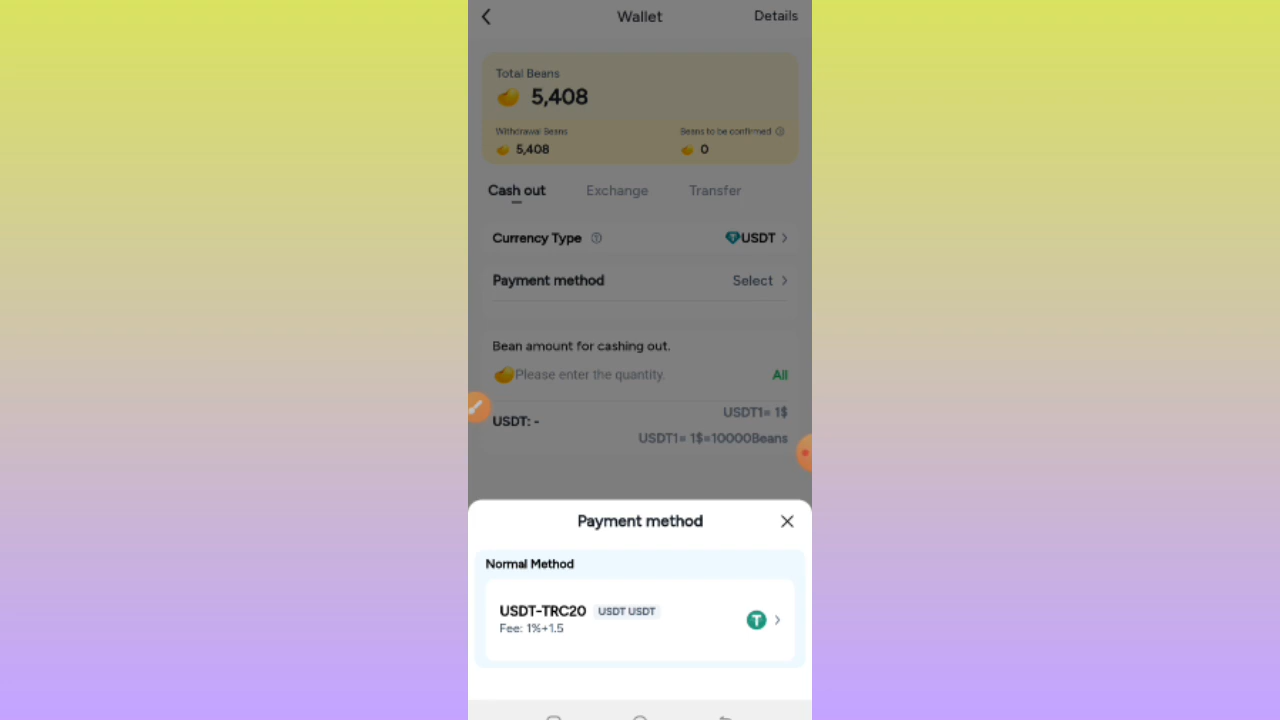 Wallet
Details
Total Beans
5,408
Withdrawal Beans
Beans to be confirmed
5,408
0
Cash out
Exchange
Transfer
Currency Type
USDT
Payment method
Select
Bean amount for cashing out.
Please enter the quantity.
All
USDT: -
USDT1= 1$
USDT1= 1$=10000Beans
Payment method
Normal Method
USDT-TRC20 USDT USDT
Fee: 1%+1.5